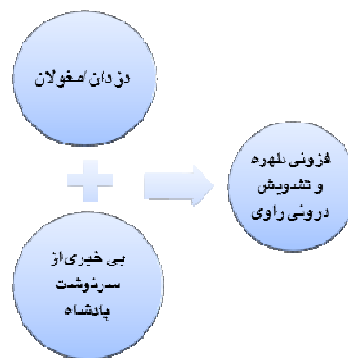 دزدان/مغولان
بی خبری از
سرنوشت
پادشاه
فزونی دلهره
و تشویش
درونی راوی